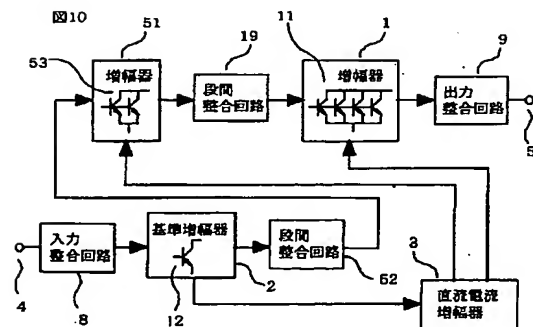 図10
51
53
増幅器
19
段間
整合回路
1
11
増幅器
9
出力
整合回路
5
入力
整合回路
4
8
基準増幅器
12
2
段間
整合回路
52
3
直流電流
増幅器